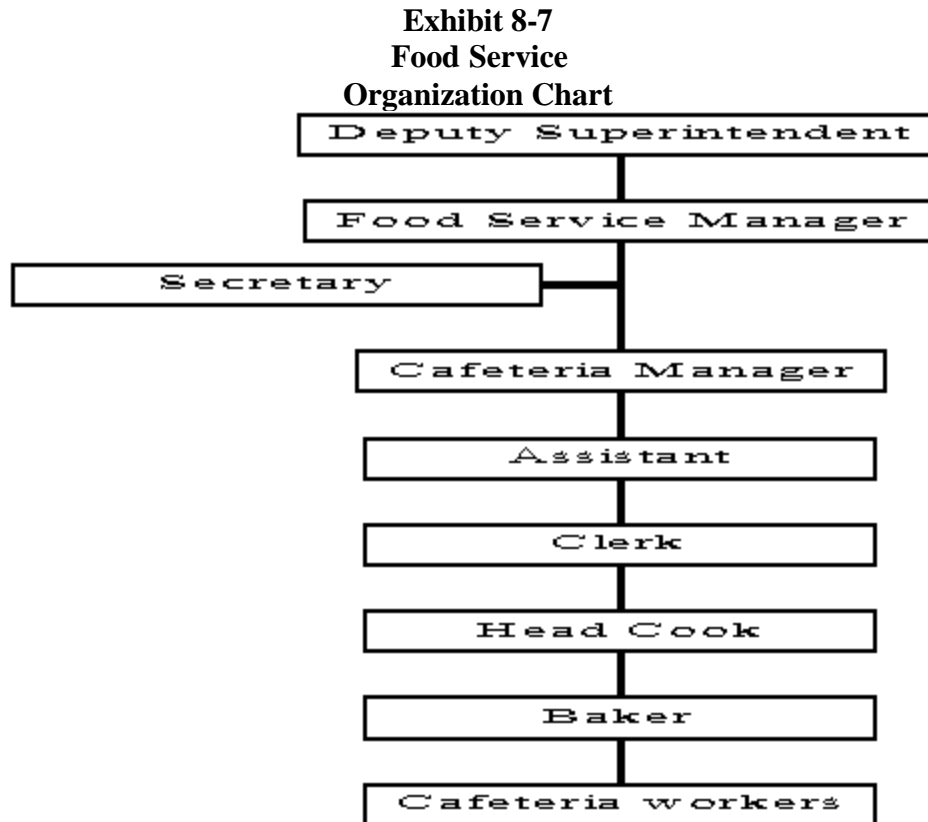 Exhibit 8-7
Food Service
Organization Chart
Deputy Superintendent
Food Service Manager
Secretary
Cafeteria Manager
Assistant
Clerk
Head Cook
Baker
Cafeteria workers